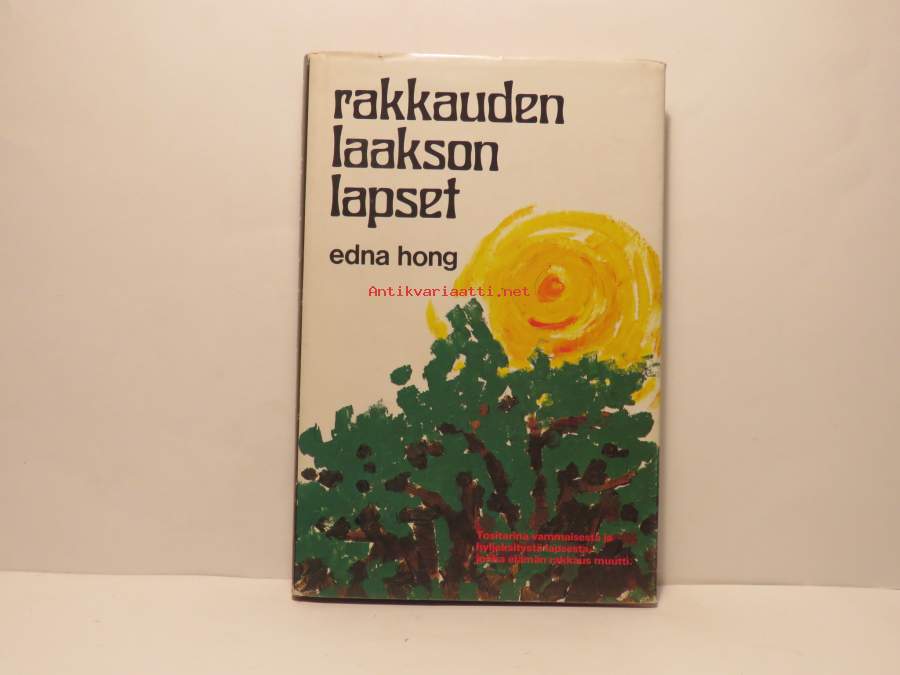 rakkauden
laakson
lapset
edna hong
Antikvariaatti.net
Tositarina vammaisesta ja
hyljeksitystä lapsesta,
jonka elämän rakkaus muutti.